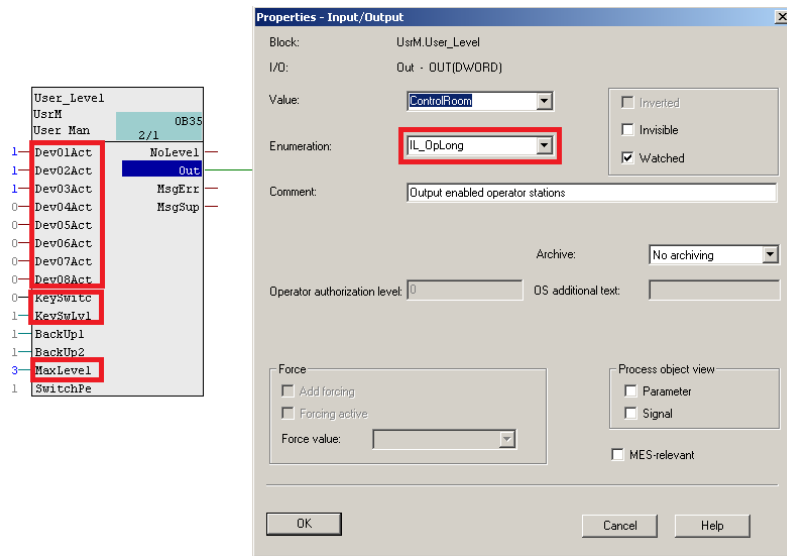 User_Level
UsrM
User Man
OB35
2/1
1 Dev01Act NoLevel
1 Dev02Act Out
1 Dev03Act MsgErr
0 Dev04Act MsgSup
0 Dev05Act
0 Dev06Act
0 Dev07Act
0 Dev08Act
0 KeySwitc
1 KeySwLvl
1 BackUp1
1 BackUp2
3 MaxLevel
1 SwitchPe
Properties - Input/Output
Block: UsrM.User_Level
I/O: Out - OUT(DWORD)
Value: ControlRoom
Inverted
Invisible
Watched
Enumeration: IL_OpLong
Comment: Output enabled operator stations
Archive: No archiving
Operator authorization level: 0 OS additional text:
Force
Add forcing
Forcing active
Force value:
Process object view
Parameter
Signal
MES-relevant
OK Cancel Help